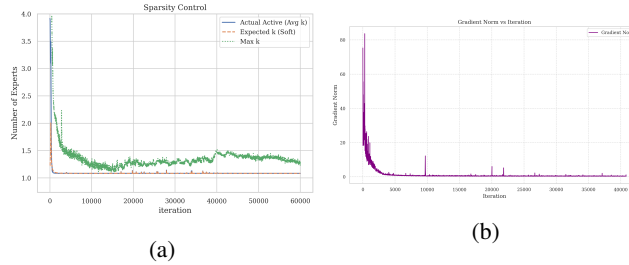 Sparsity Control
Number of Experts
4.0
3.5
3.0
2.5
2.0
1.5
1.0
0
10000
20000
30000
40000
50000
60000
iteration
Actual Active (Avg k)
Expected k (Soft)
Max k
(a)
Gradient Norm vs Iteration
Gradient Norm
80
60
40
20
0
0
5000
10000
15000
20000
25000
30000
35000
40000
Iteration
Gradient No
(b)